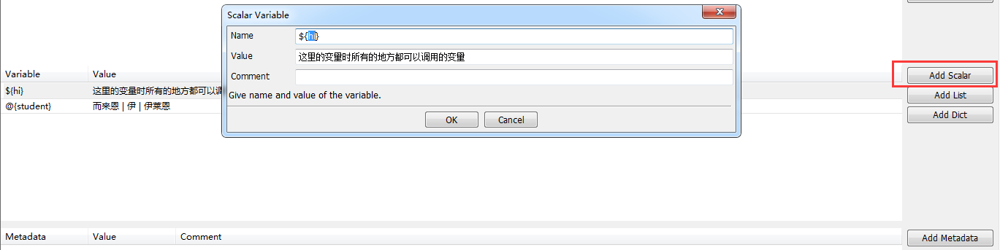 Scalar Variable
Name
${hi}
Value
这里的变量时所有的地方都可以调用的变量
Comment
Give name and value of the variable.
OK
Cancel
Variable
Value
${hi}
这里的变量时所有的地方都可以调
@{student}
而来恩 | 伊 | 伊莱恩
Add Scalar
Add List
Add Dict
Metadata
Value
Comment
Add Metadata